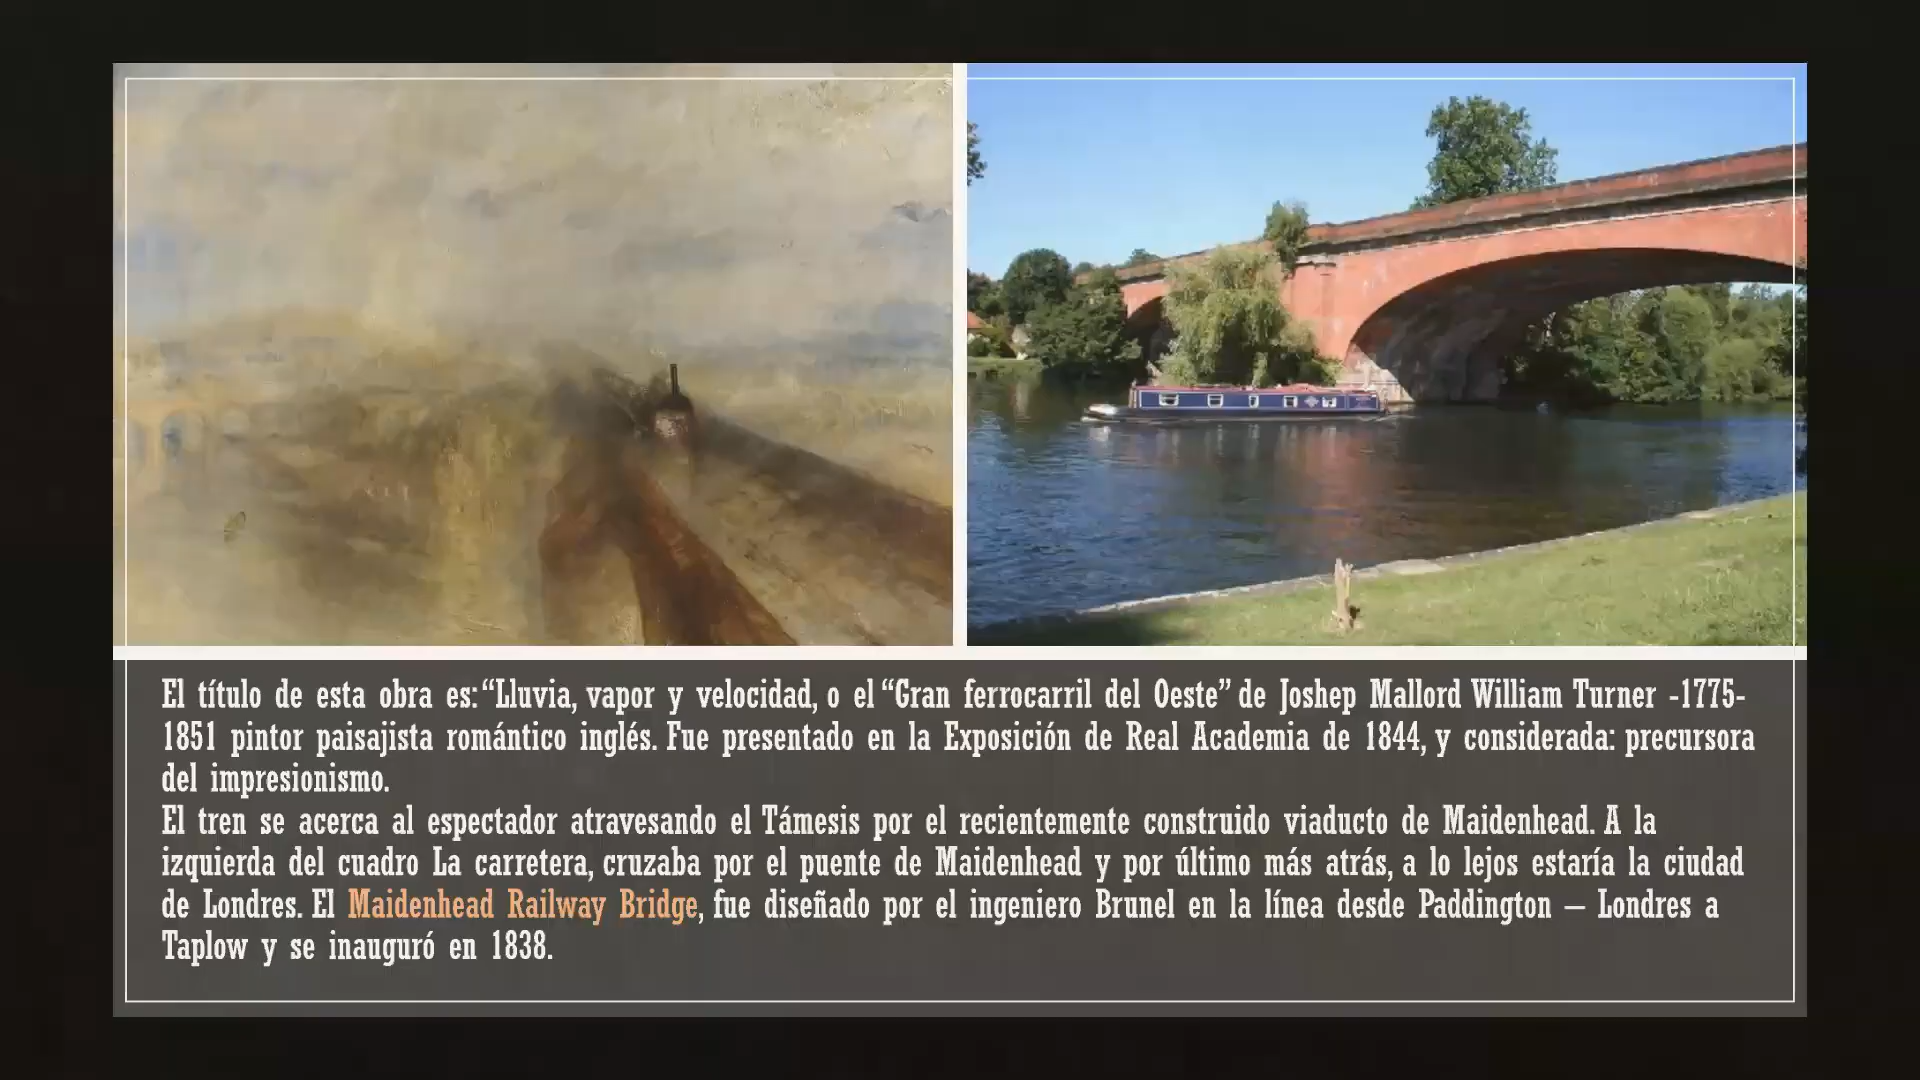 El título de esta obra es: “Lluvia, vapor y velocidad, o el “Gran ferrocarril del Oeste” de Joshep Mallord William Turner -1775-
1851 pintor paisajista romántico inglés. Fue presentado en la Exposición de Real Academia de 1844, y considerada: precursora
del impresionismo.
El tren se acerca al espectador atravesando el Támesis por el recientemente construido viaducto de Maidenhead. A la
izquierda del cuadro La carretera, cruzaba por el puente de Maidenhead y por último más atrás, a lo lejos estaría la ciudad
de Londres. El Maidenhead Railway Bridge, fue diseñado por el ingeniero Brunel en la línea desde Paddington – Londres a
Taplow y se inauguró en 1838.